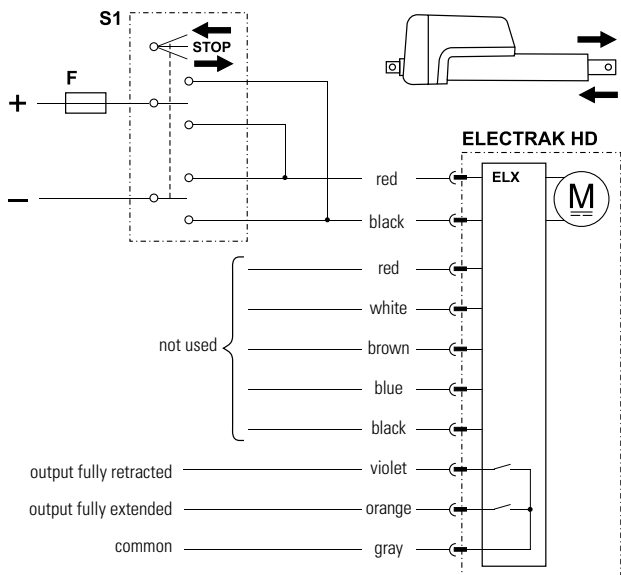 S1
STOP
F
+
−
ELECTRAK HD
red
ELX
M
black
red
white
not used
brown
blue
black
output fully retracted
violet
output fully extended
orange
common
gray